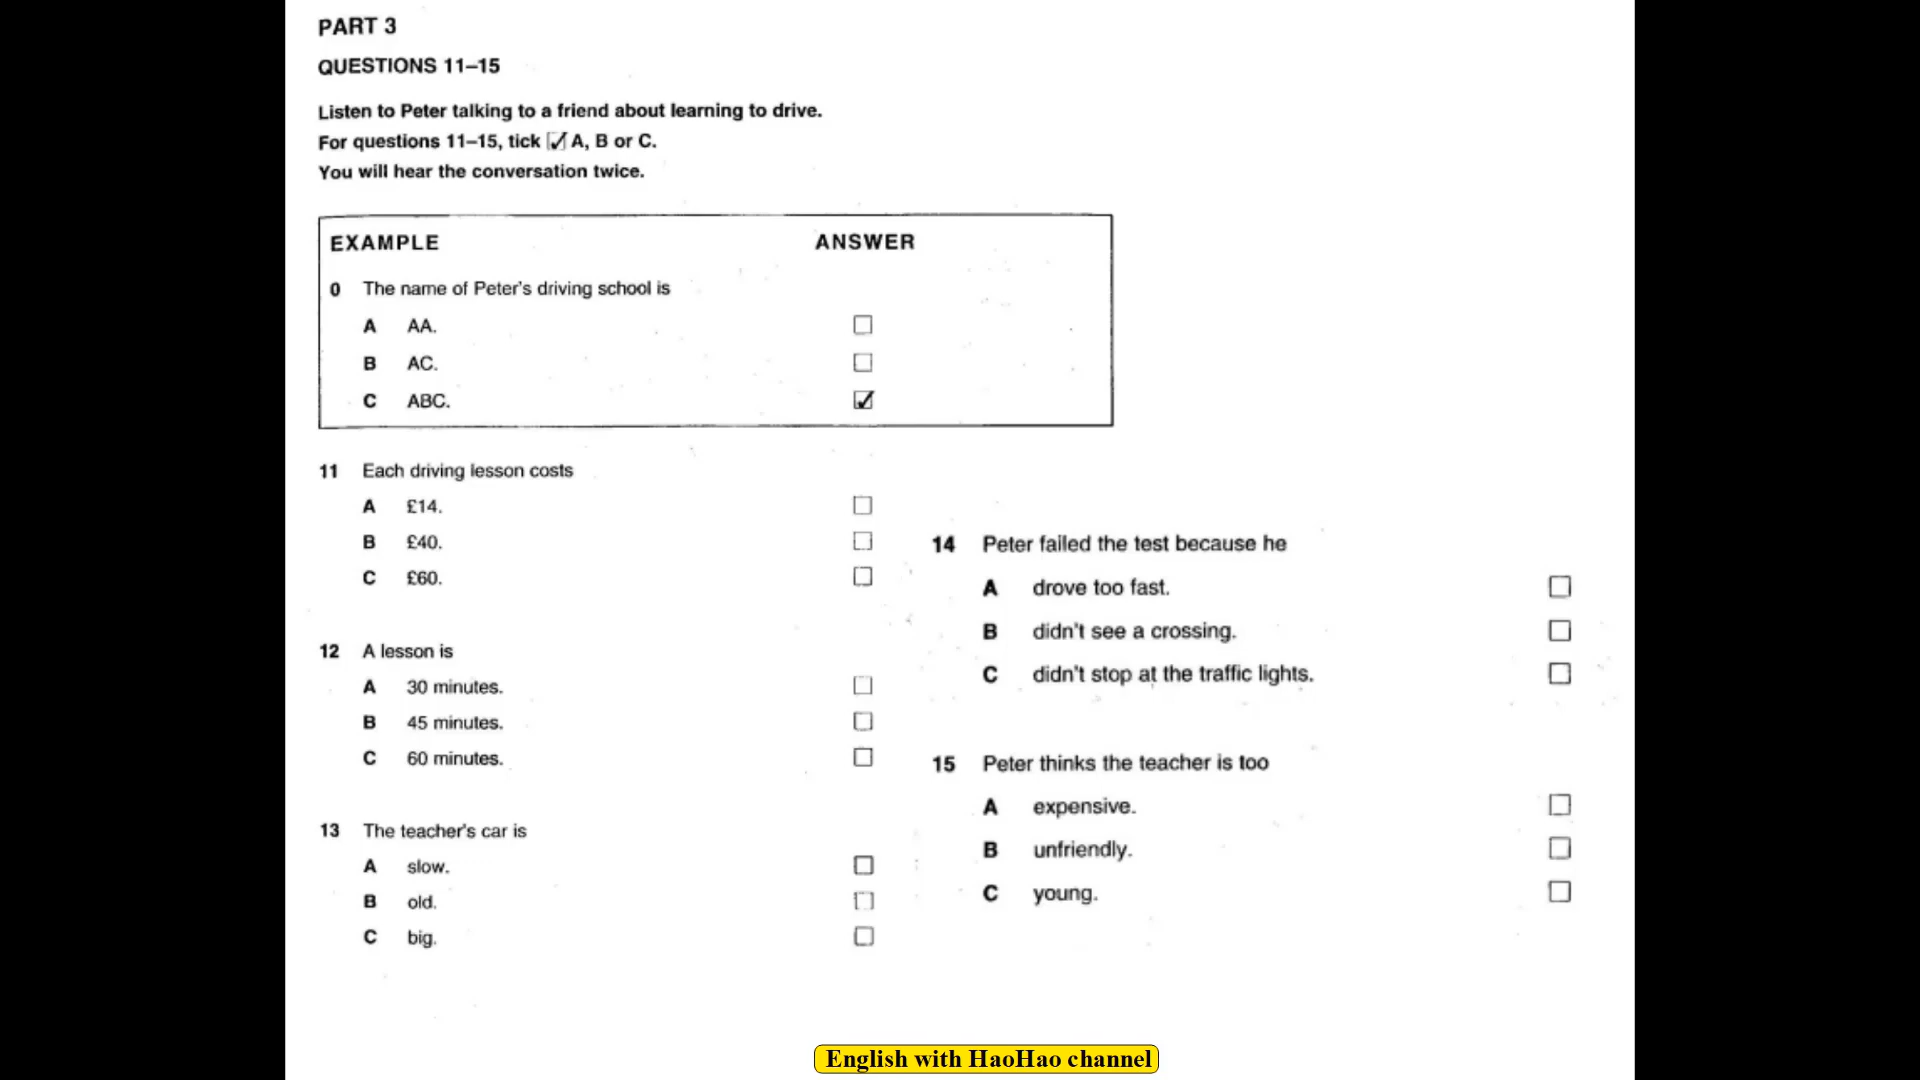 PART 3
QUESTIONS 11–15
Listen to Peter talking to a friend about learning to drive.
For questions 11–15, tick ☑ A, B or C.
You will hear the conversation twice.
EXAMPLE ANSWER
0 The name of Peter's driving school is
A AA.
B AC.
C ABC.
11 Each driving lesson costs
A £14.
B £40.
C £60.
12 A lesson is
A 30 minutes.
B 45 minutes.
C 60 minutes.
13 The teacher's car is
A slow.
B old.
C big.
14 Peter failed the test because he
A drove too fast.
B didn't see a crossing.
C didn't stop at the traffic lights.
15 Peter thinks the teacher is too
A expensive.
B unfriendly.
C young.
English with HaoHao channel